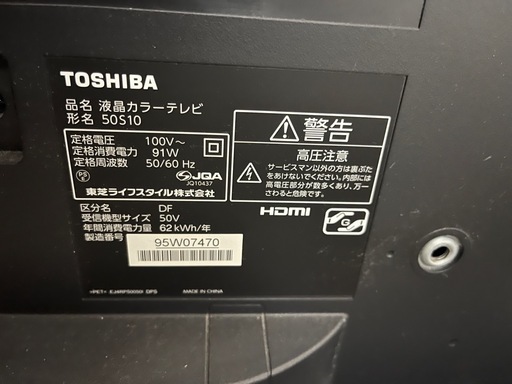 TOSHIBA
品名 液晶カラーテレビ
形名 50S10
定格電圧 100V～
定格消費電力 91W
定格周波数 50/60 Hz
PS E
JQA
JQ10437
東芝ライフスタイル株式会社
区分名 DF
受信機型サイズ 50V
年間消費電力量 62 kWh/年
製造番号
95W07470
警告
高圧注意
サービスマン以外の方は裏ぶた
をあけないでください。内部には
高電圧部分が数多く、万一さわ
ると危険です。
HDMI
G
MADE IN CHINA